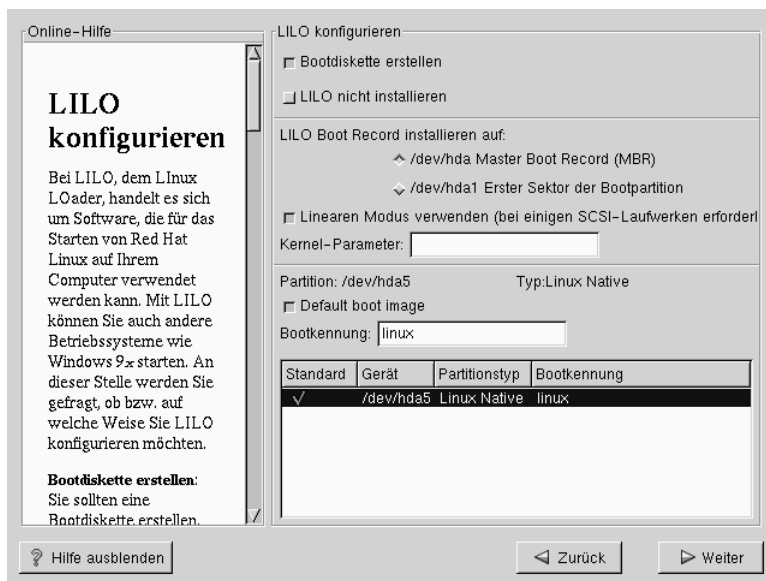 Online-Hilfe
LILO
konfigurieren
Bei LILO, dem LInux
LOader, handelt es sich
um Software, die für das
Starten von Red Hat
Linux auf Ihrem
Computer verwendet
werden kann. Mit LILO
können Sie auch andere
Betriebssysteme wie
Windows 9x starten. An
dieser Stelle werden Sie
gefragt, ob bzw. auf
welche Weise Sie LILO
konfigurieren möchten.
Bootdiskette erstellen:
Sie sollten eine
Bootdiskette erstellen.
LILO konfigurieren
Bootdiskette erstellen
LILO nicht installieren
LILO Boot Record installieren auf:
/dev/hda Master Boot Record (MBR)
/dev/hda1 Erster Sektor der Bootpartition
Linearen Modus verwenden (bei einigen SCSI-Laufwerken erforderl
Kernel-Parameter:
Partition: /dev/hda5 Typ:Linux Native
Default boot image
Bootkennung: linux
Standard Gerät Partitionstyp Bootkennung
/dev/hda5 Linux Native linux
Hilfe ausblenden Zurück Weiter